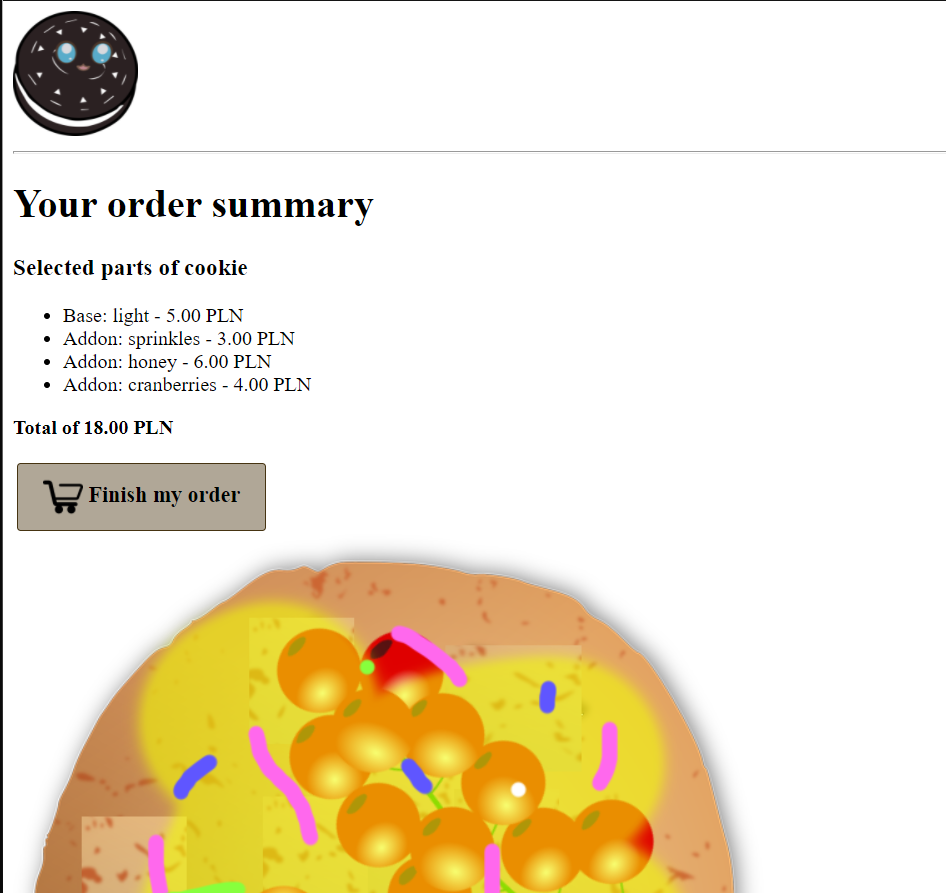 Your order summary
Selected parts of cookie
Base: light - 5.00 PLN
Addon: sprinkles - 3.00 PLN
Addon: honey - 6.00 PLN
Addon: cranberries - 4.00 PLN
Total of 18.00 PLN
Finish my order